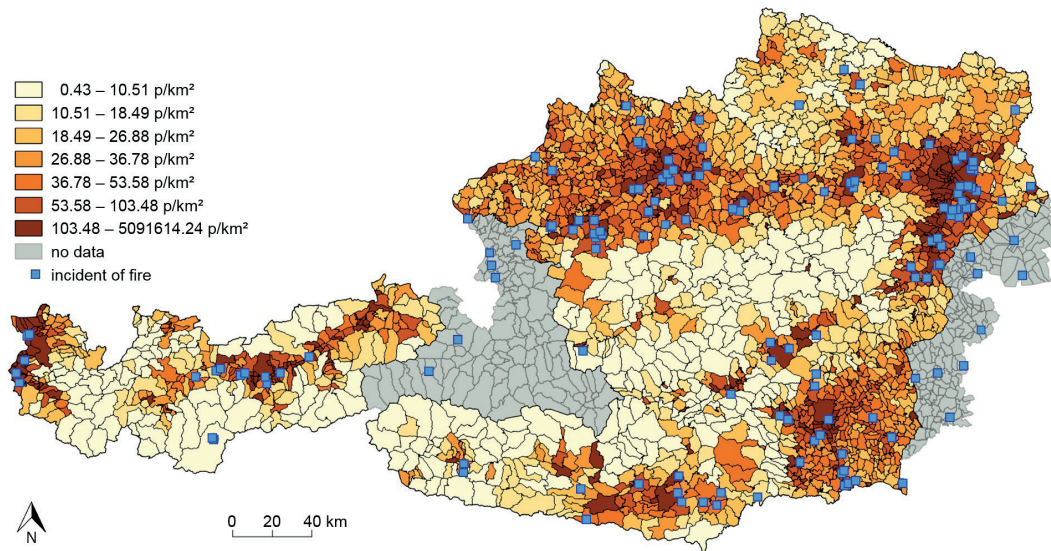 0.43 – 10.51 p/km²
10.51 – 18.49 p/km²
18.49 – 26.88 p/km²
26.88 – 36.78 p/km²
36.78 – 53.58 p/km²
53.58 – 103.48 p/km²
103.48 – 5091614.24 p/km²
no data
incident of fire
N
0 20 40 km